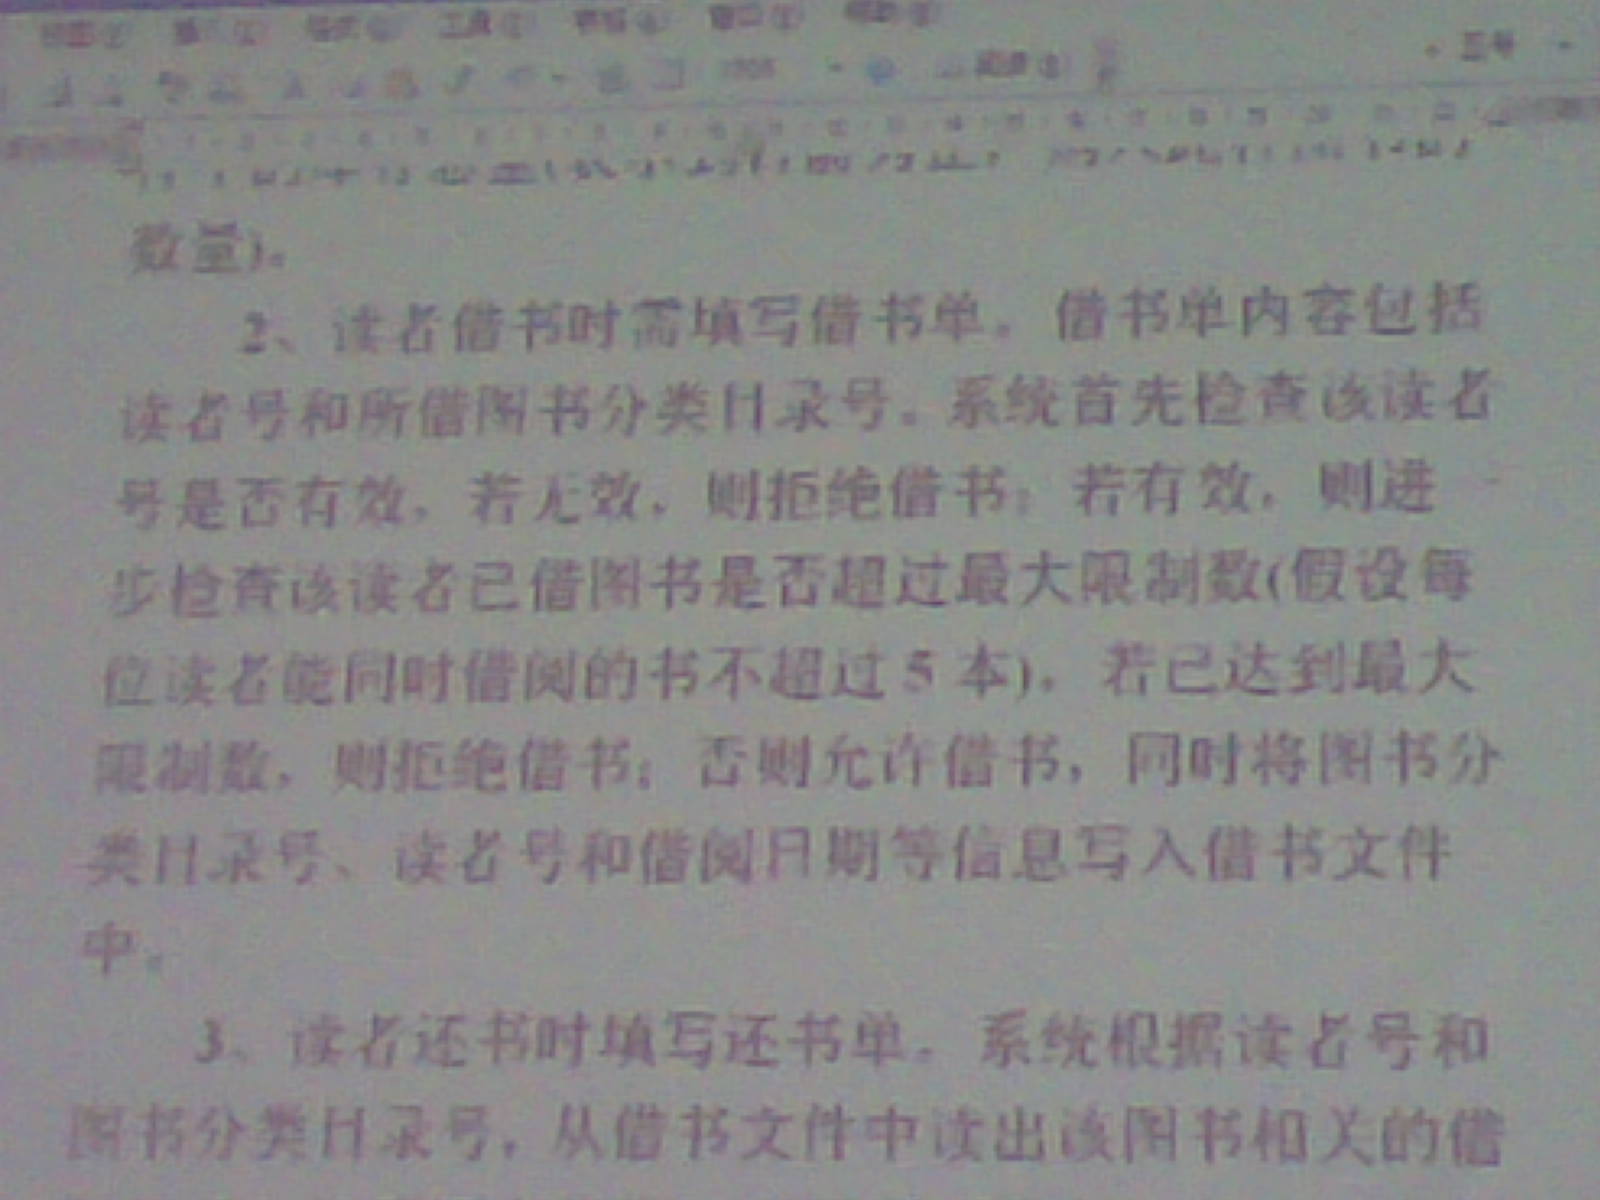 工具
三号
数量)。
2、读者借书时需填写借书单。借书单内容包括
读者号和所借图书分类目录号。系统首先检查该读者
号是否有效，若无效，则拒绝借书；若有效，则进
步检查该读者已借图书是否超过最大限制数(假设每
位读者能同时借阅的书不超过5本)，若已达到最大
限制数，则拒绝借书；否则允许借书，同时将图书分
类目录号、读者号和借阅日期等信息写入借书文件
中。
3、读者还书时填写还书单。系统根据读者号和
图书分类目录号，从借书文件中读出该图书相关的借